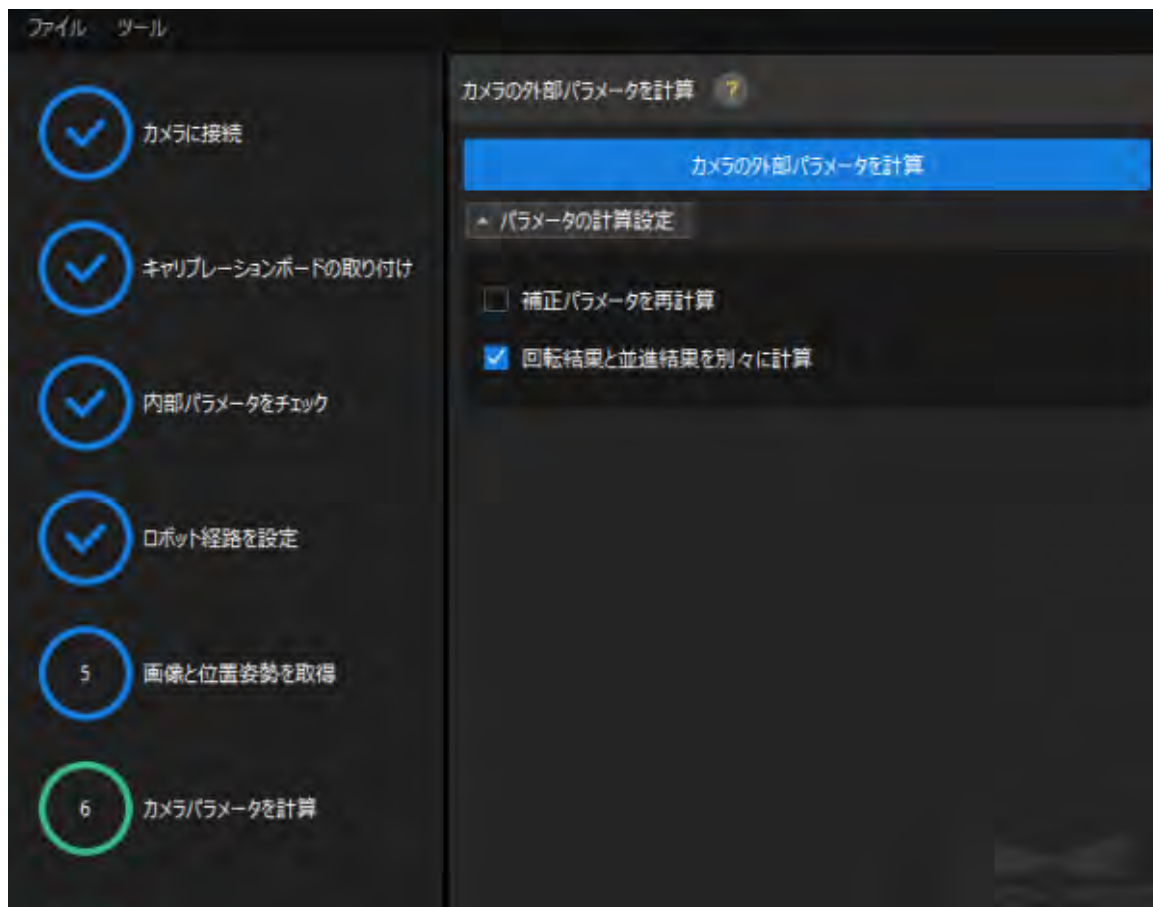 ファイル ツール
カメラに接続
キャリブレーションボードの取り付け
内部パラメータをチェック
ロボット経路を設定
5 画像と位置姿勢を取得
6 カメラパラメータを計算
カメラの外部パラメータを計算 ?
カメラの外部パラメータを計算
パラメータの計算設定
補正パラメータを再計算
回転結果と並進結果を別々に計算